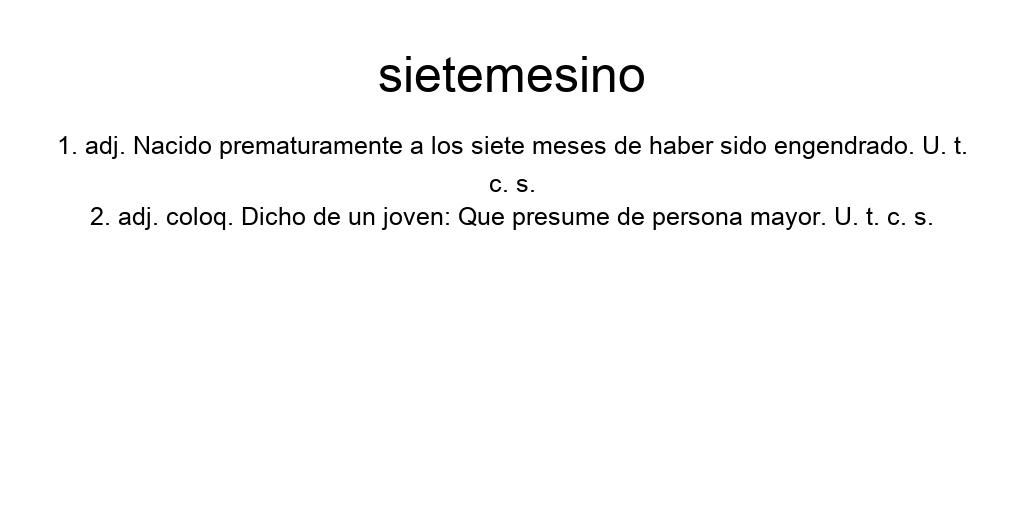 sietemesino
1. adj. Nacido prematuramente a los siete meses de haber sido engendrado. U. t.
c. s.
2. adj. coloq. Dicho de un joven: Que presume de persona mayor. U. t. c. s.